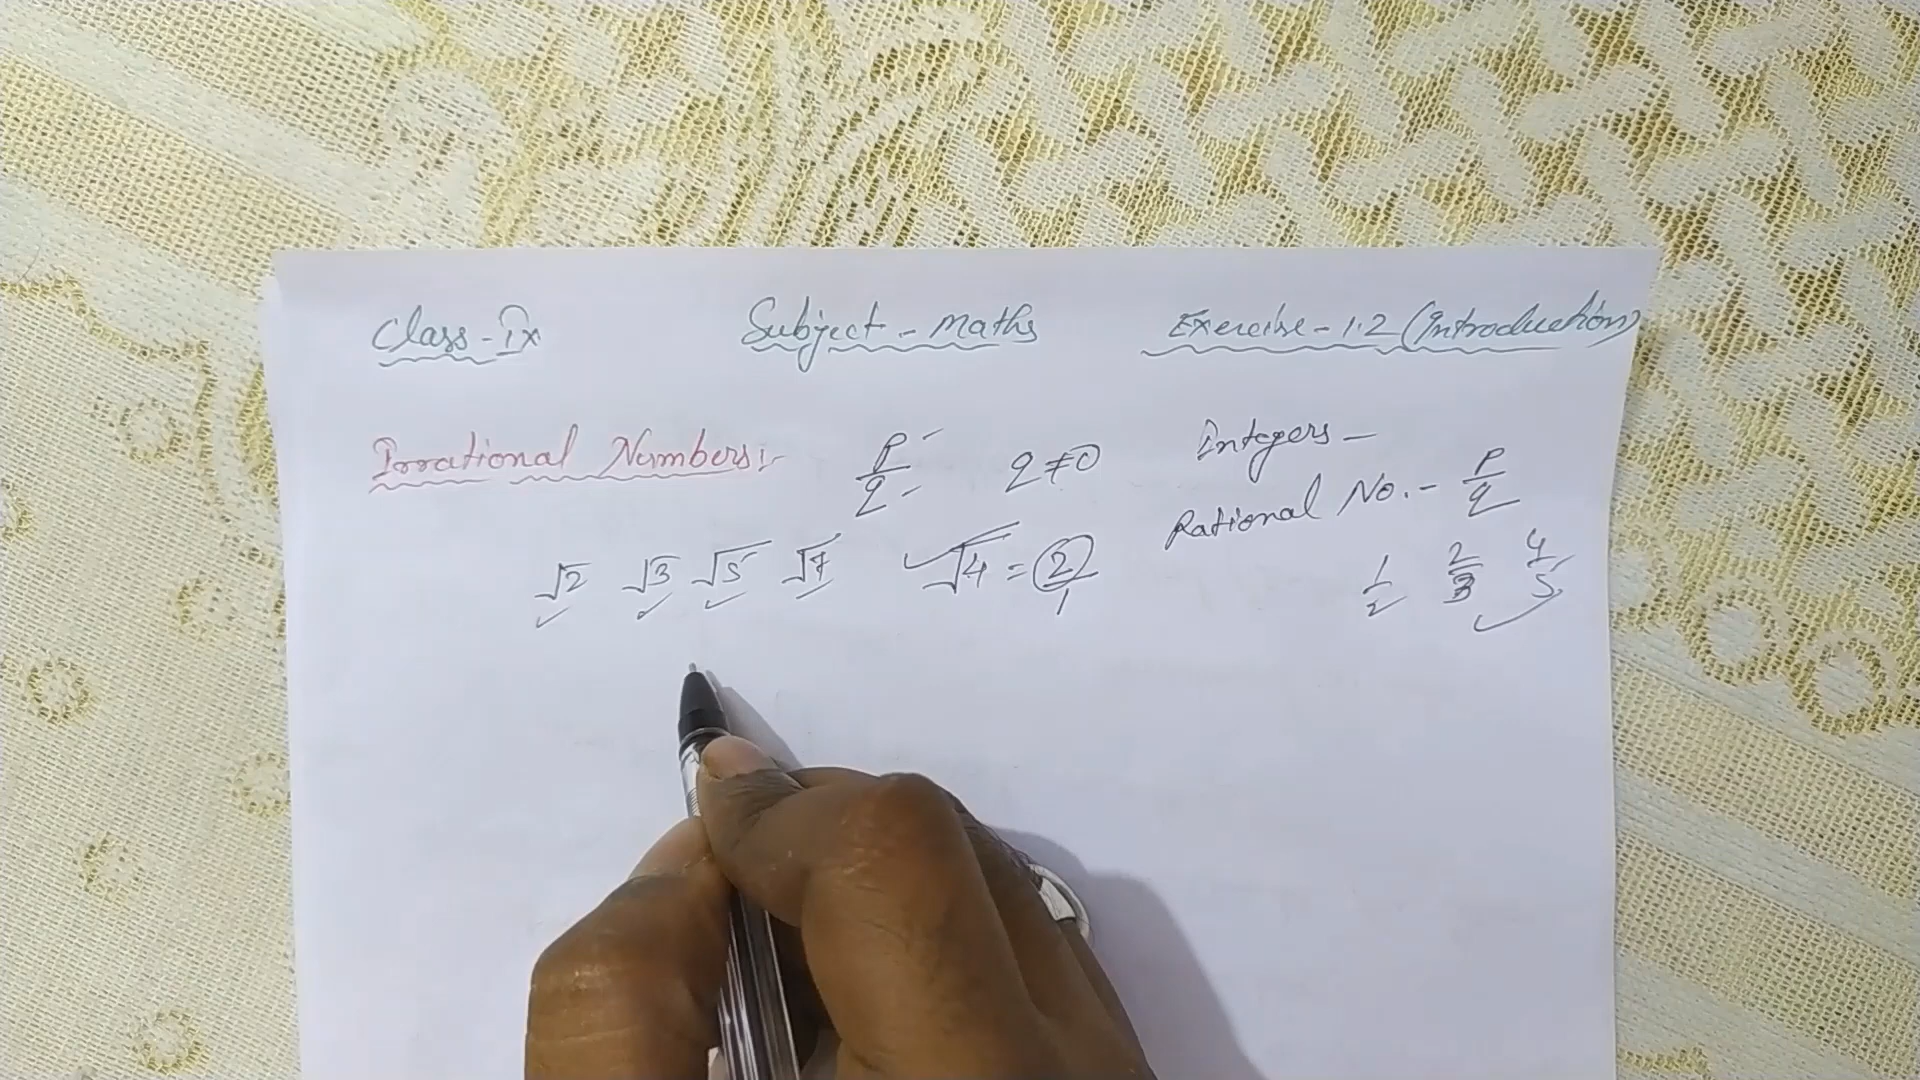 Class-IX Subject - Maths Exercise - 1.2 (Introduction)
Irrational Numbers:- p/q q ≠ 0 Integers -
Rational No. - p/q
√2 √3 √5 √7 √4 = 2/1 1/2 2/3 4/5